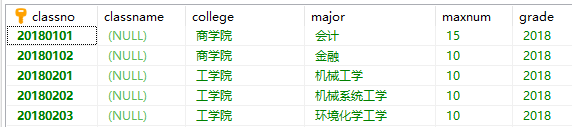 classno classname college major maxnum grade
20180101 (NULL) 商学院 会计 15 2018
20180102 (NULL) 商学院 金融 10 2018
20180201 (NULL) 工学院 机械工学 10 2018
20180202 (NULL) 工学院 机械系统工学 10 2018
20180203 (NULL) 工学院 环境化学工学 10 2018